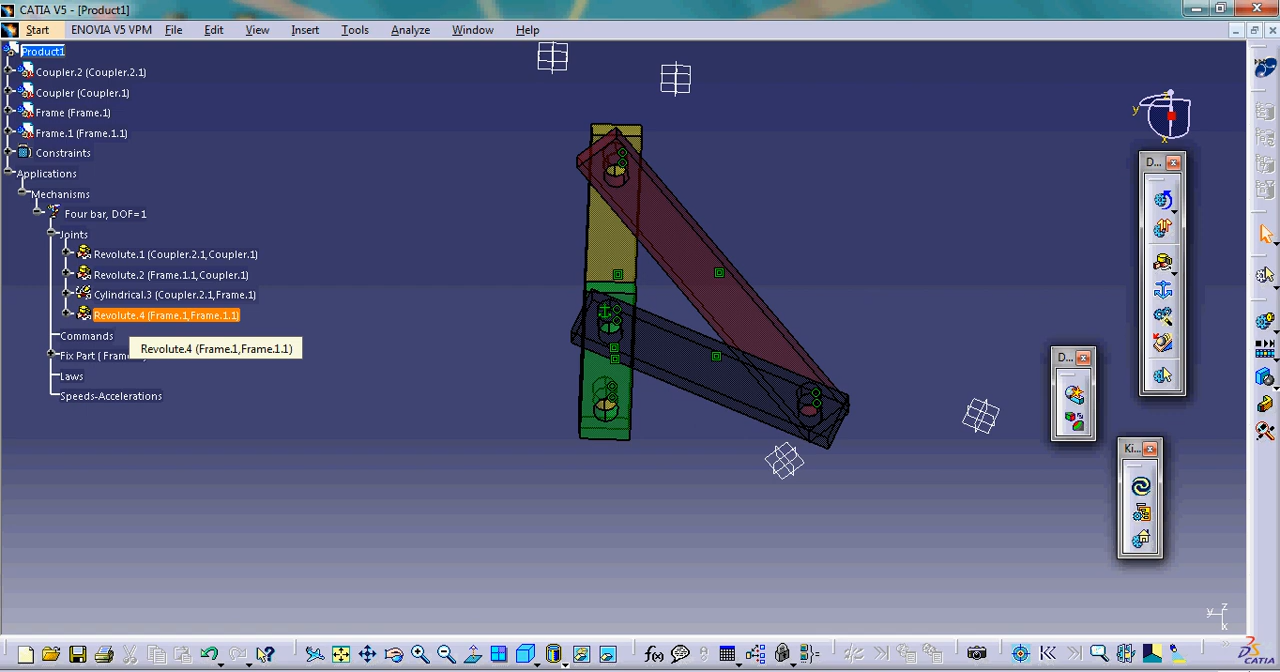 CATIA V5 - [Product1]
Start ENOVIA V5 VPM File Edit View Insert Tools Analyze Window Help
Product1
Coupler.2 (Coupler.2.1)
Coupler (Coupler.1)
Frame (Frame.1)
Frame.1 (Frame.1.1)
Constraints
Applications
Mechanisms
Four bar, DOF=1
Joints
Revolute.1 (Coupler.2.1,Coupler.1)
Revolute.2 (Frame.1.1,Coupler.1)
Cylindrical.3 (Coupler.2.1,Frame.1)
Revolute.4 (Frame.1,Frame.1.1)
Commands
Revolute.4 (Frame.1,Frame.1.1)
Fix Part ( Frame
Laws
Speeds-Accelerations
y
x
D...
D...
Ki...
y z
x
f(x)
CATIA